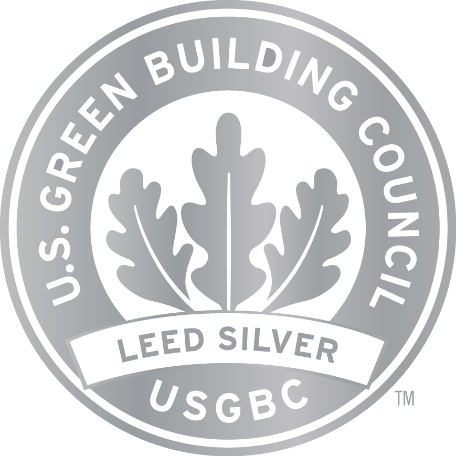 U.S. GREEN BUILDING COUNCIL
LEED SILVER
USGBC
TM